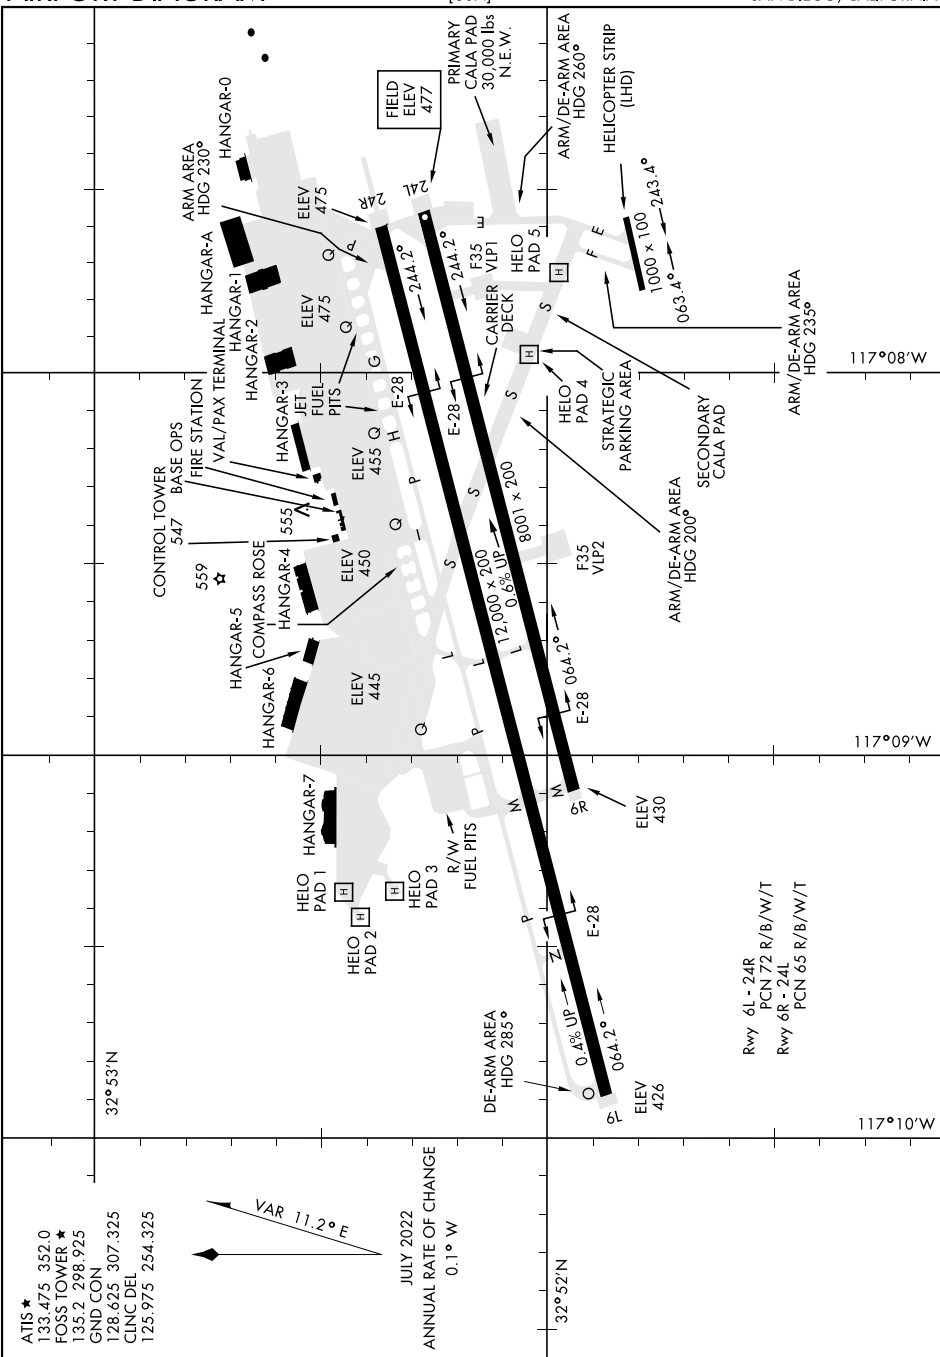 ATIS ★
133.475 352.0
FOSS TOWER ★
135.2 298.925
GND CON
128.625 307.325
CLNC DEL
125.975 254.325
VAR 11.2° E
JULY 2022
ANNUAL RATE OF CHANGE
0.1° W
32°53'N
32°52'N
117°10'W
117°09'W
117°08'W
HANGAR-0
ARM AREA
HDG 230°
HANGAR-A
HANGAR-1
HANGAR-2
VAL/PAX TERMINAL
FIRE STATION
BASE OPS
CONTROL TOWER
547
HANGAR-3
JET
FUEL
PITS
555
559
HANGAR-4
COMPASS ROSE
HANGAR-5
HANGAR-6
HANGAR-7
ELEV
475
ELEV
475
ELEV
455
ELEV
450
ELEV
445
FIELD
ELEV
477
PRIMARY
CALA PAD
30,000 lbs
N.E.W.
ARM/DE-ARM AREA
HDG 260°
HELICOPTER STRIP
(LHD)
24R
24L
244.2°
244.2°
F35
VLP1
HELO
PAD 5
CARRIER
DECK
E-28
E-28
1000 × 100
243.4°
063.4°
ARM/DE-ARM AREA
HDG 235°
HELO
PAD 4
STRATEGIC
PARKING AREA
SECONDARY
CALA PAD
ARM/DE-ARM AREA
HDG 200°
F35
VLP2
8001 × 200
0.6% UP
12,000 × 200
064.2°
E-28
6R
ELEV
430
HELO
PAD 1
HELO
PAD 2
HELO
PAD 3
R/W
FUEL PITS
E-28
DE-ARM AREA
HDG 285°
0.4% UP
064.2°
6L
ELEV
426
Rwy 6L - 24R
PCN 72 R/B/W/T
Rwy 6R - 24L
PCN 65 R/B/W/T
Q
P
Q
G
Q
H
P
Q
I
S
S
L
L
L
Q
P
W
W
P
Z
O
E
F
E
S
S
H
H
H
H
H